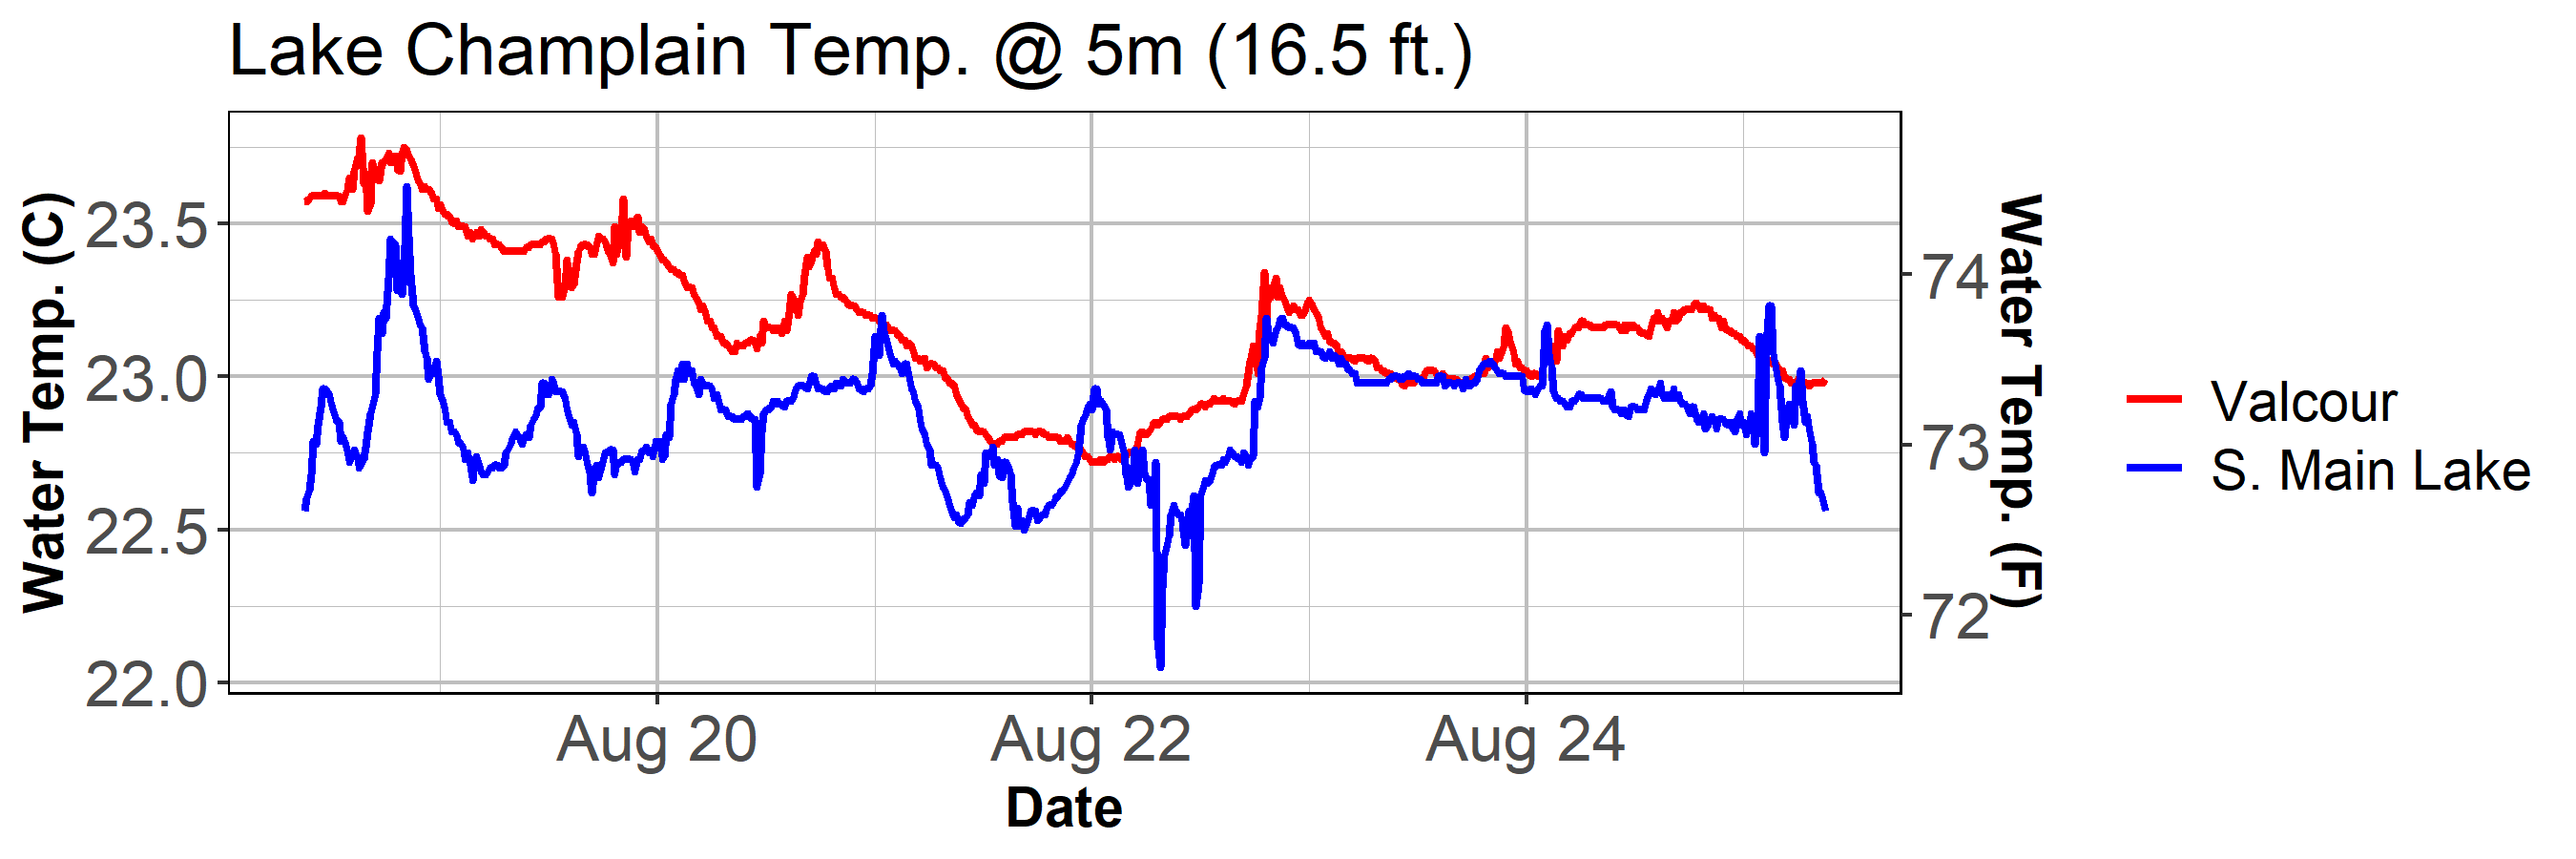 Lake Champlain Temp. @ 5m (16.5 ft.)
Water Temp. (C)
23.5
23.0
22.5
22.0
Aug 20
Aug 22
Aug 24
Date
74
73
72
Water Temp. (F)
Valcour
S. Main Lake